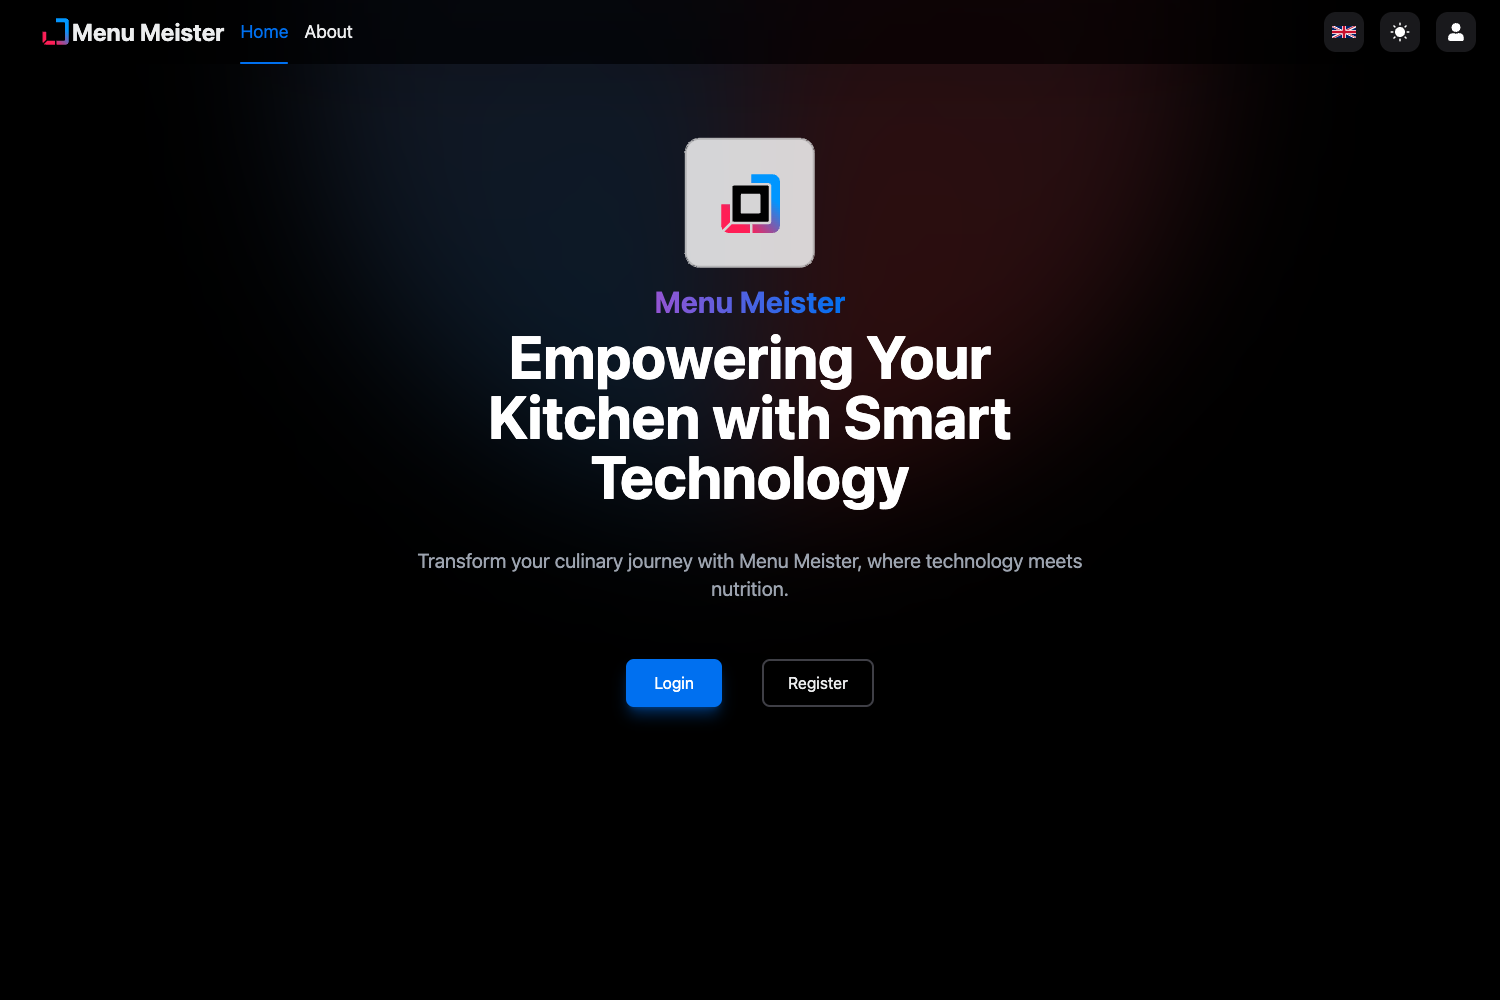 Menu Meister
Home
About
Menu Meister
Empowering Your
Kitchen with Smart
Technology
Transform your culinary journey with Menu Meister, where technology meets
nutrition.
Login
Register